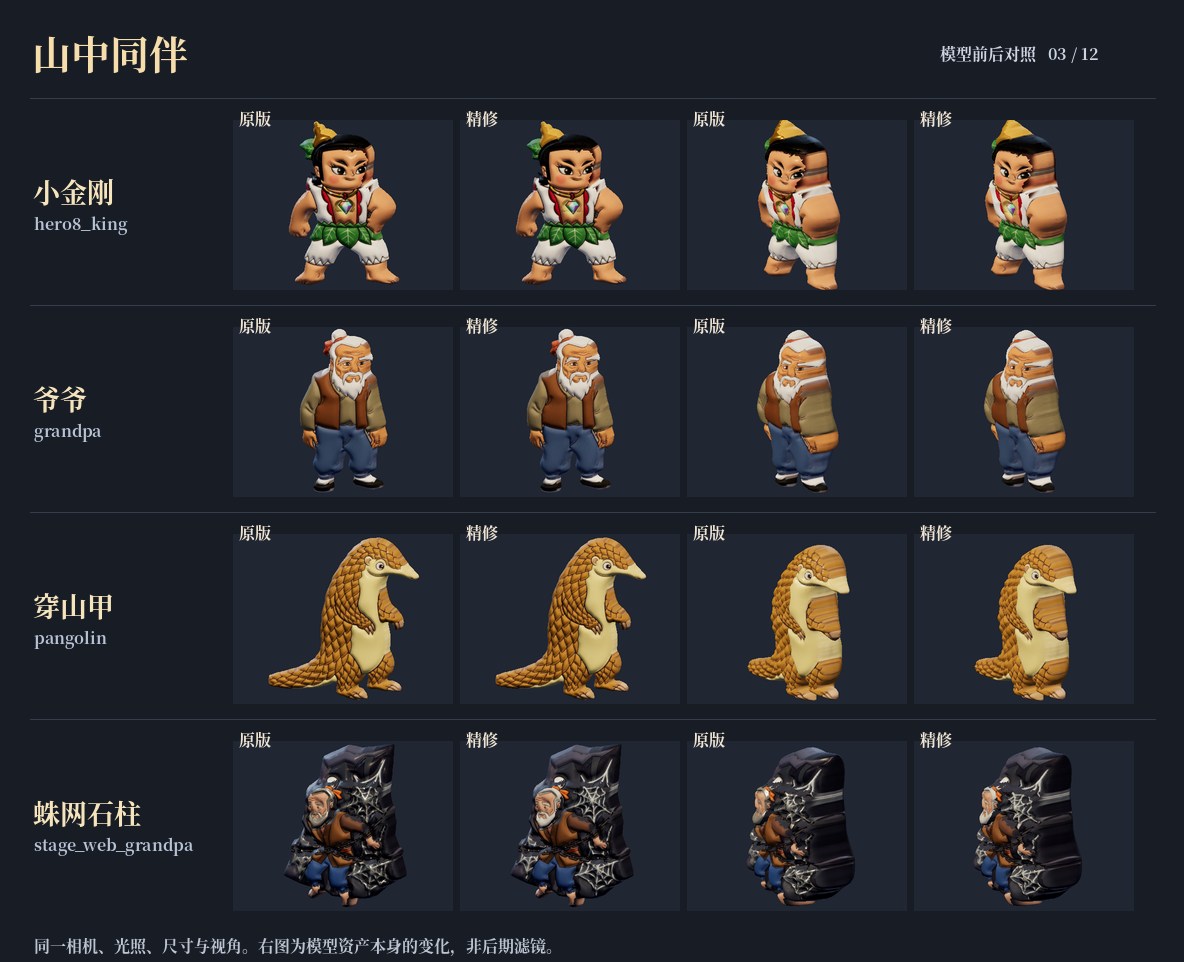 山中同伴
模型前后对照 03 / 12
原版 精修 原版 精修
小金刚
hero8_king
原版 精修 原版 精修
爷爷
grandpa
原版 精修 原版 精修
穿山甲
pangolin
原版 精修 原版 精修
蛛网石柱
stage_web_grandpa
同一相机、光照、尺寸与视角。右图为模型资产本身的变化，非后期滤镜。